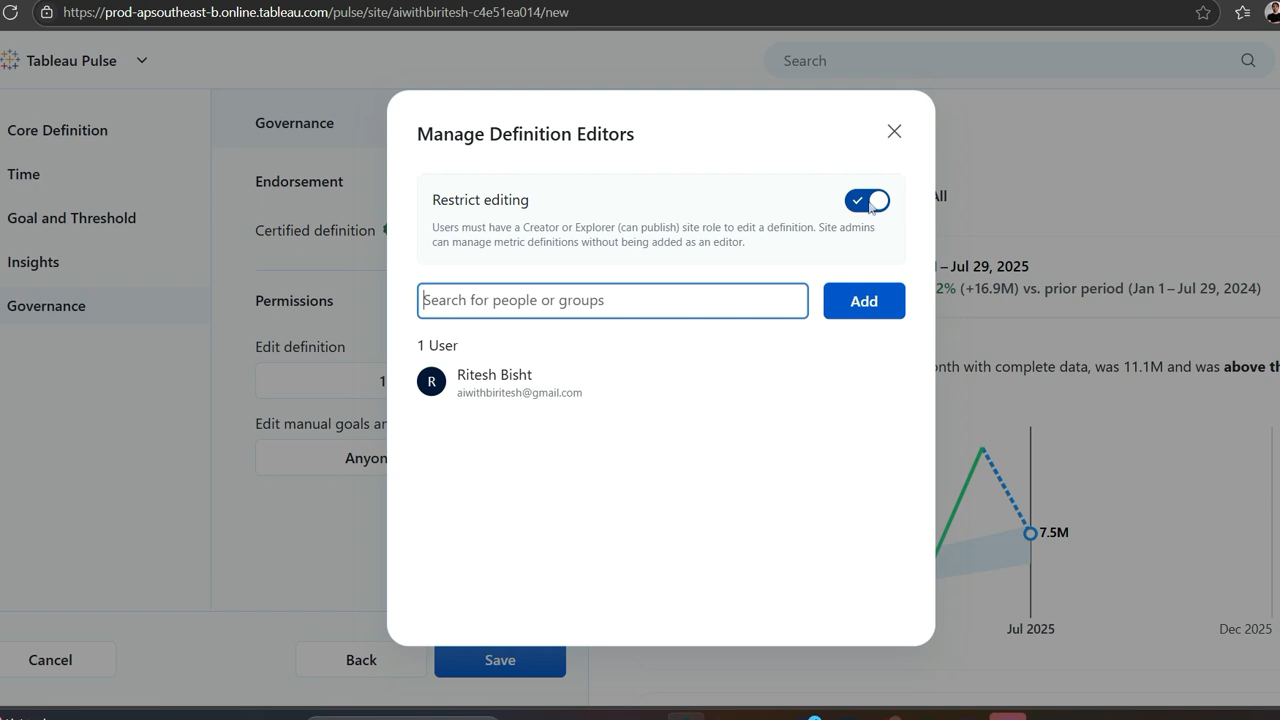 https://prod-apsoutheast-b.online.tableau.com/pulse/site/aiwithbiritesh-c4e51ea014/new
Tableau Pulse
Search
Core Definition
Time
Goal and Threshold
Insights
Governance
Governance
Endorsement
Certified definition
Permissions
Edit definition
1
Edit manual goals
Cancel
Back
Save
Manage Definition Editors
Restrict editing
Users must have a Creator or Explorer (can publish) site role to edit a definition. Site admins
can manage metric definitions without being added as an editor.
Search for people or groups
Add
1 User
R
Ritesh Bisht
aiwithbiritesh@gmail.com
All
– Jul 29, 2025
2% (+16.9M) vs. prior period (Jan 1 – Jul 29, 2024)
with complete data, was 11.1M and was above
7.5M
Jul 2025
Dec 2025